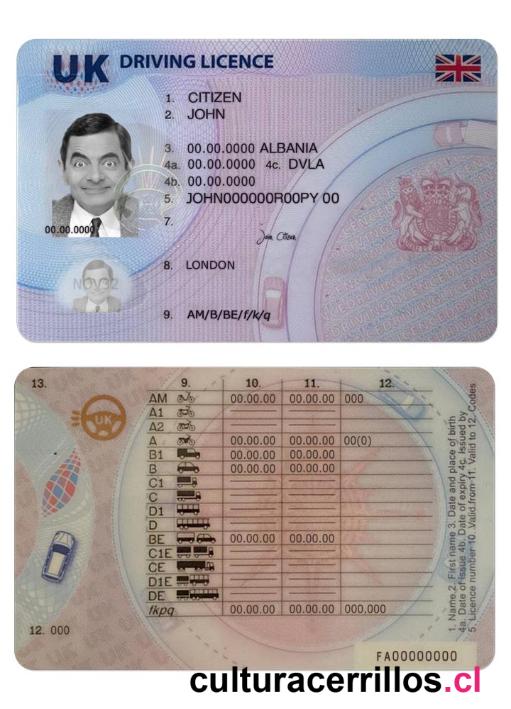 UK DRIVING LICENCE
1. CITIZEN
2. JOHN
3. 00.00.0000 ALBANIA
4a. 00.00.0000 4c. DVLA
4b. 00.00.0000
5. JOHN000000R00PY 00
00.00.0000
7.
John Citizen
8. LONDON
NOV32
9. AM/B/BE/f/k/q
13. 9. 10. 11. 12.
UK
AM 00.00.00 00.00.00 000
A1
A2
A 00.00.00 00.00.00 00(0)
B1 00.00.00 00.00.00
B 00.00.00 00.00.00
C1
C
D1
D
BE 00.00.00 00.00.00
C1E
CE
D1E
DE
fkpq 00.00.00 00.00.00 000,000
12. 000
1. Name 2. First name 3. Date and place of birth
4a. Date of issue 4b. Date of expiry 4c. Issued by
5. Licence number 10. Valid from 11. Valid to 12. Codes
FA00000000
culturacerrillos.cl